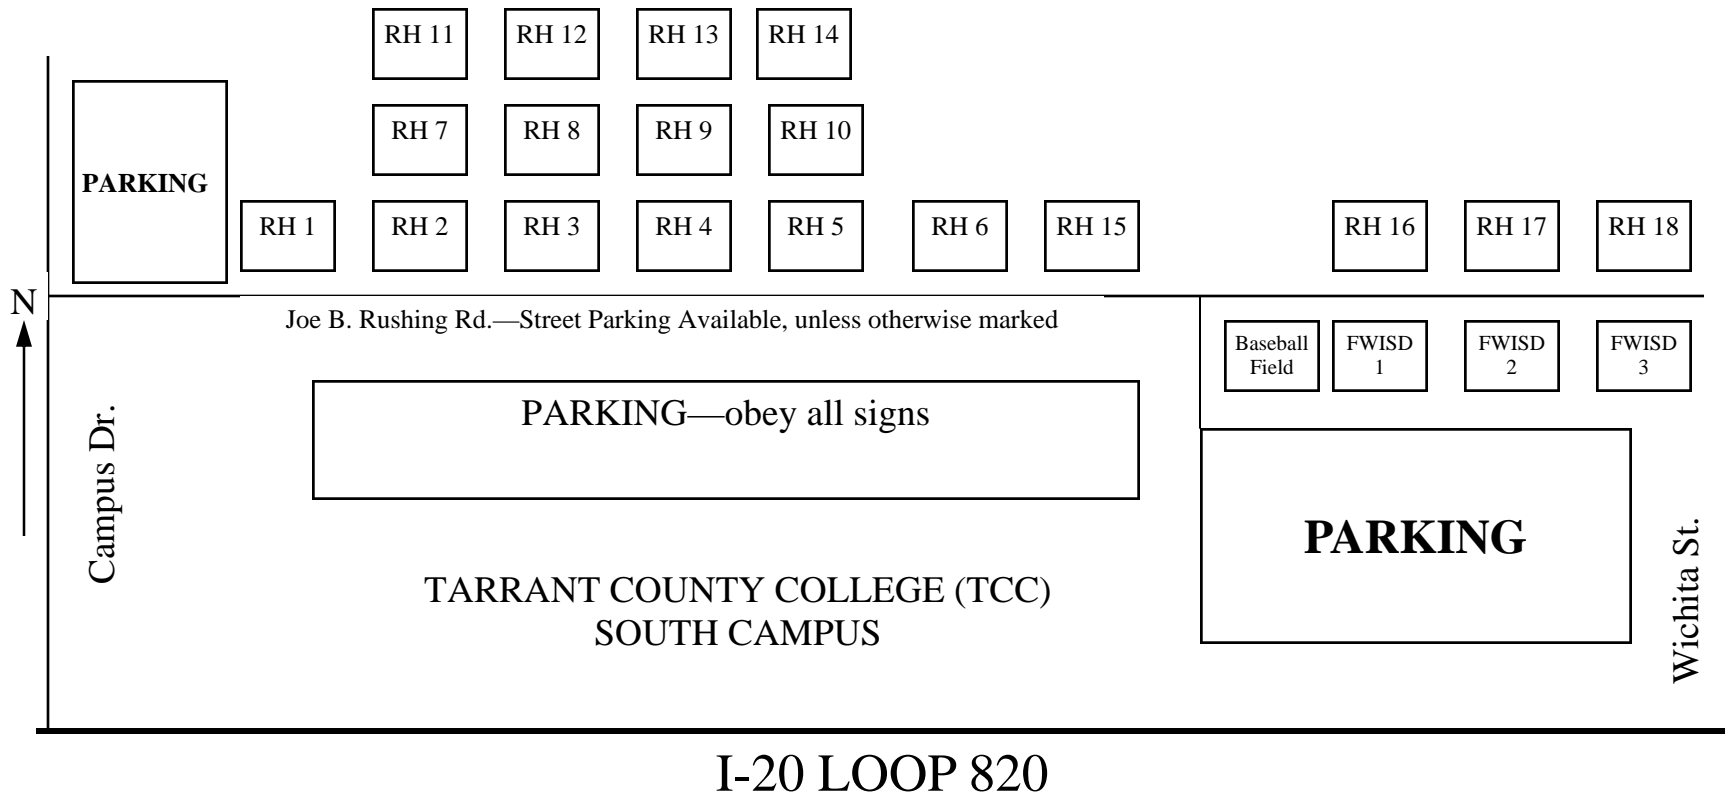 RH 11 RH 12 RH 13 RH 14
RH 7 RH 8 RH 9 RH 10
PARKING
RH 1 RH 2 RH 3 RH 4 RH 5 RH 6 RH 15 RH 16 RH 17 RH 18
N
Joe B. Rushing Rd.—Street Parking Available, unless otherwise marked
Baseball
Field
FWISD
1
FWISD
2
FWISD
3
PARKING—obey all signs
Campus Dr.
PARKING
Wichita St.
TARRANT COUNTY COLLEGE (TCC)
SOUTH CAMPUS
I-20 LOOP 820